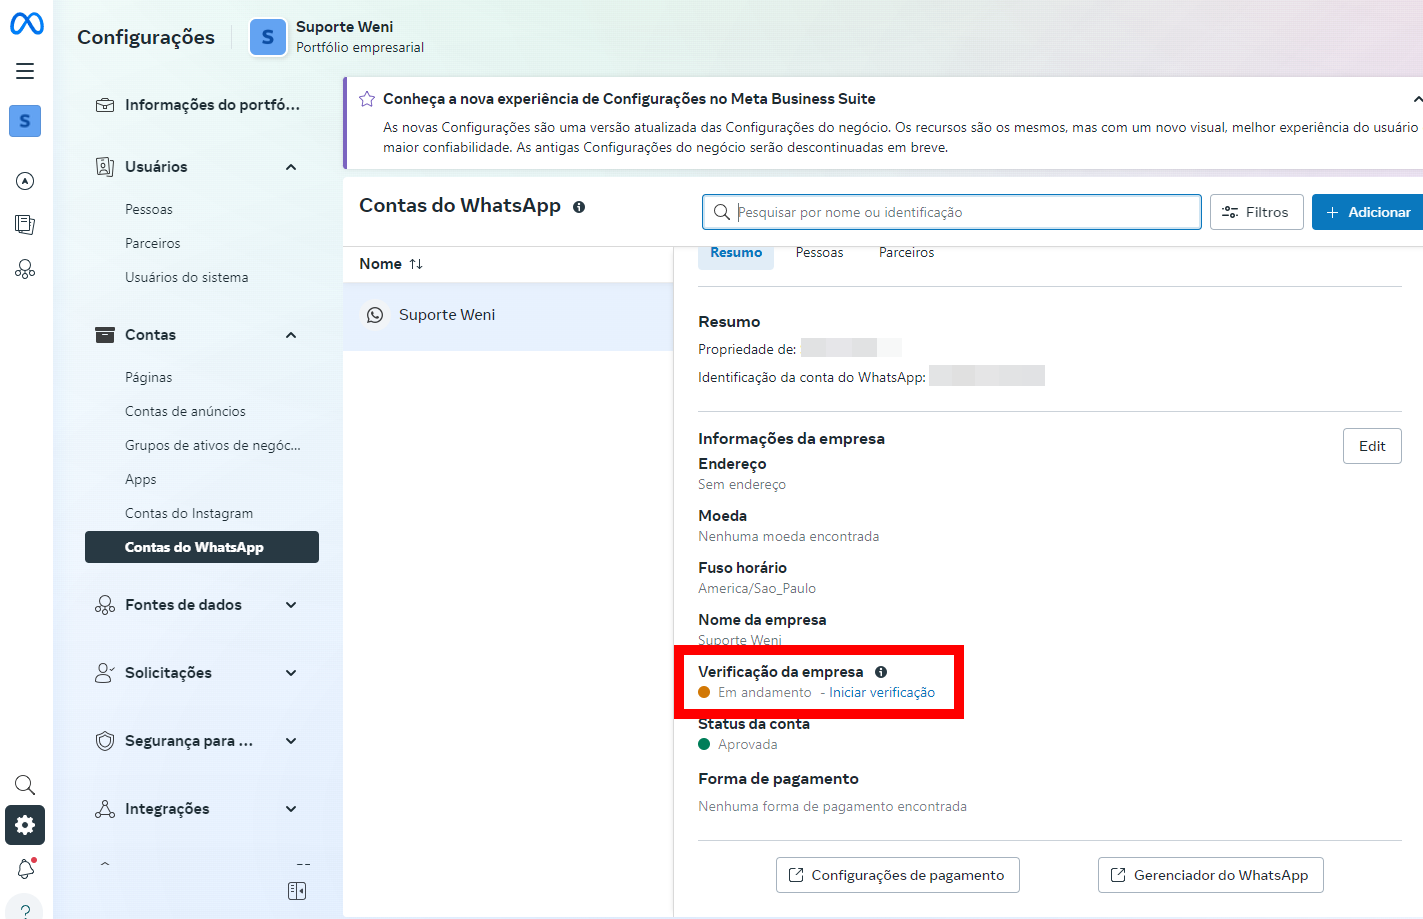 Configurações
S
Suporte Weni
Portfólio empresarial
S
Informações do portfó...
Usuários
Pessoas
Parceiros
Usuários do sistema
Contas
Páginas
Contas de anúncios
Grupos de ativos de negóc...
Apps
Contas do Instagram
Contas do WhatsApp
Fontes de dados
Solicitações
Segurança para ...
Integrações
?
Conheça a nova experiência de Configurações no Meta Business Suite
As novas Configurações são uma versão atualizada das Configurações do negócio. Os recursos são os mesmos, mas com um novo visual, melhor experiência do usuário
maior confiabilidade. As antigas Configurações do negócio serão descontinuadas em breve.
Contas do WhatsApp
Pesquisar por nome ou identificação
Filtros
+ Adicionar
Nome ↑↓
Suporte Weni
Resumo Pessoas Parceiros
Resumo
Propriedade de:
Identificação da conta do WhatsApp:
Informações da empresa
Edit
Endereço
Sem endereço
Moeda
Nenhuma moeda encontrada
Fuso horário
America/Sao_Paulo
Nome da empresa
Suporte Weni
Verificação da empresa
Em andamento - Iniciar verificação
Status da conta
Aprovada
Forma de pagamento
Nenhuma forma de pagamento encontrada
Configurações de pagamento
Gerenciador do WhatsApp